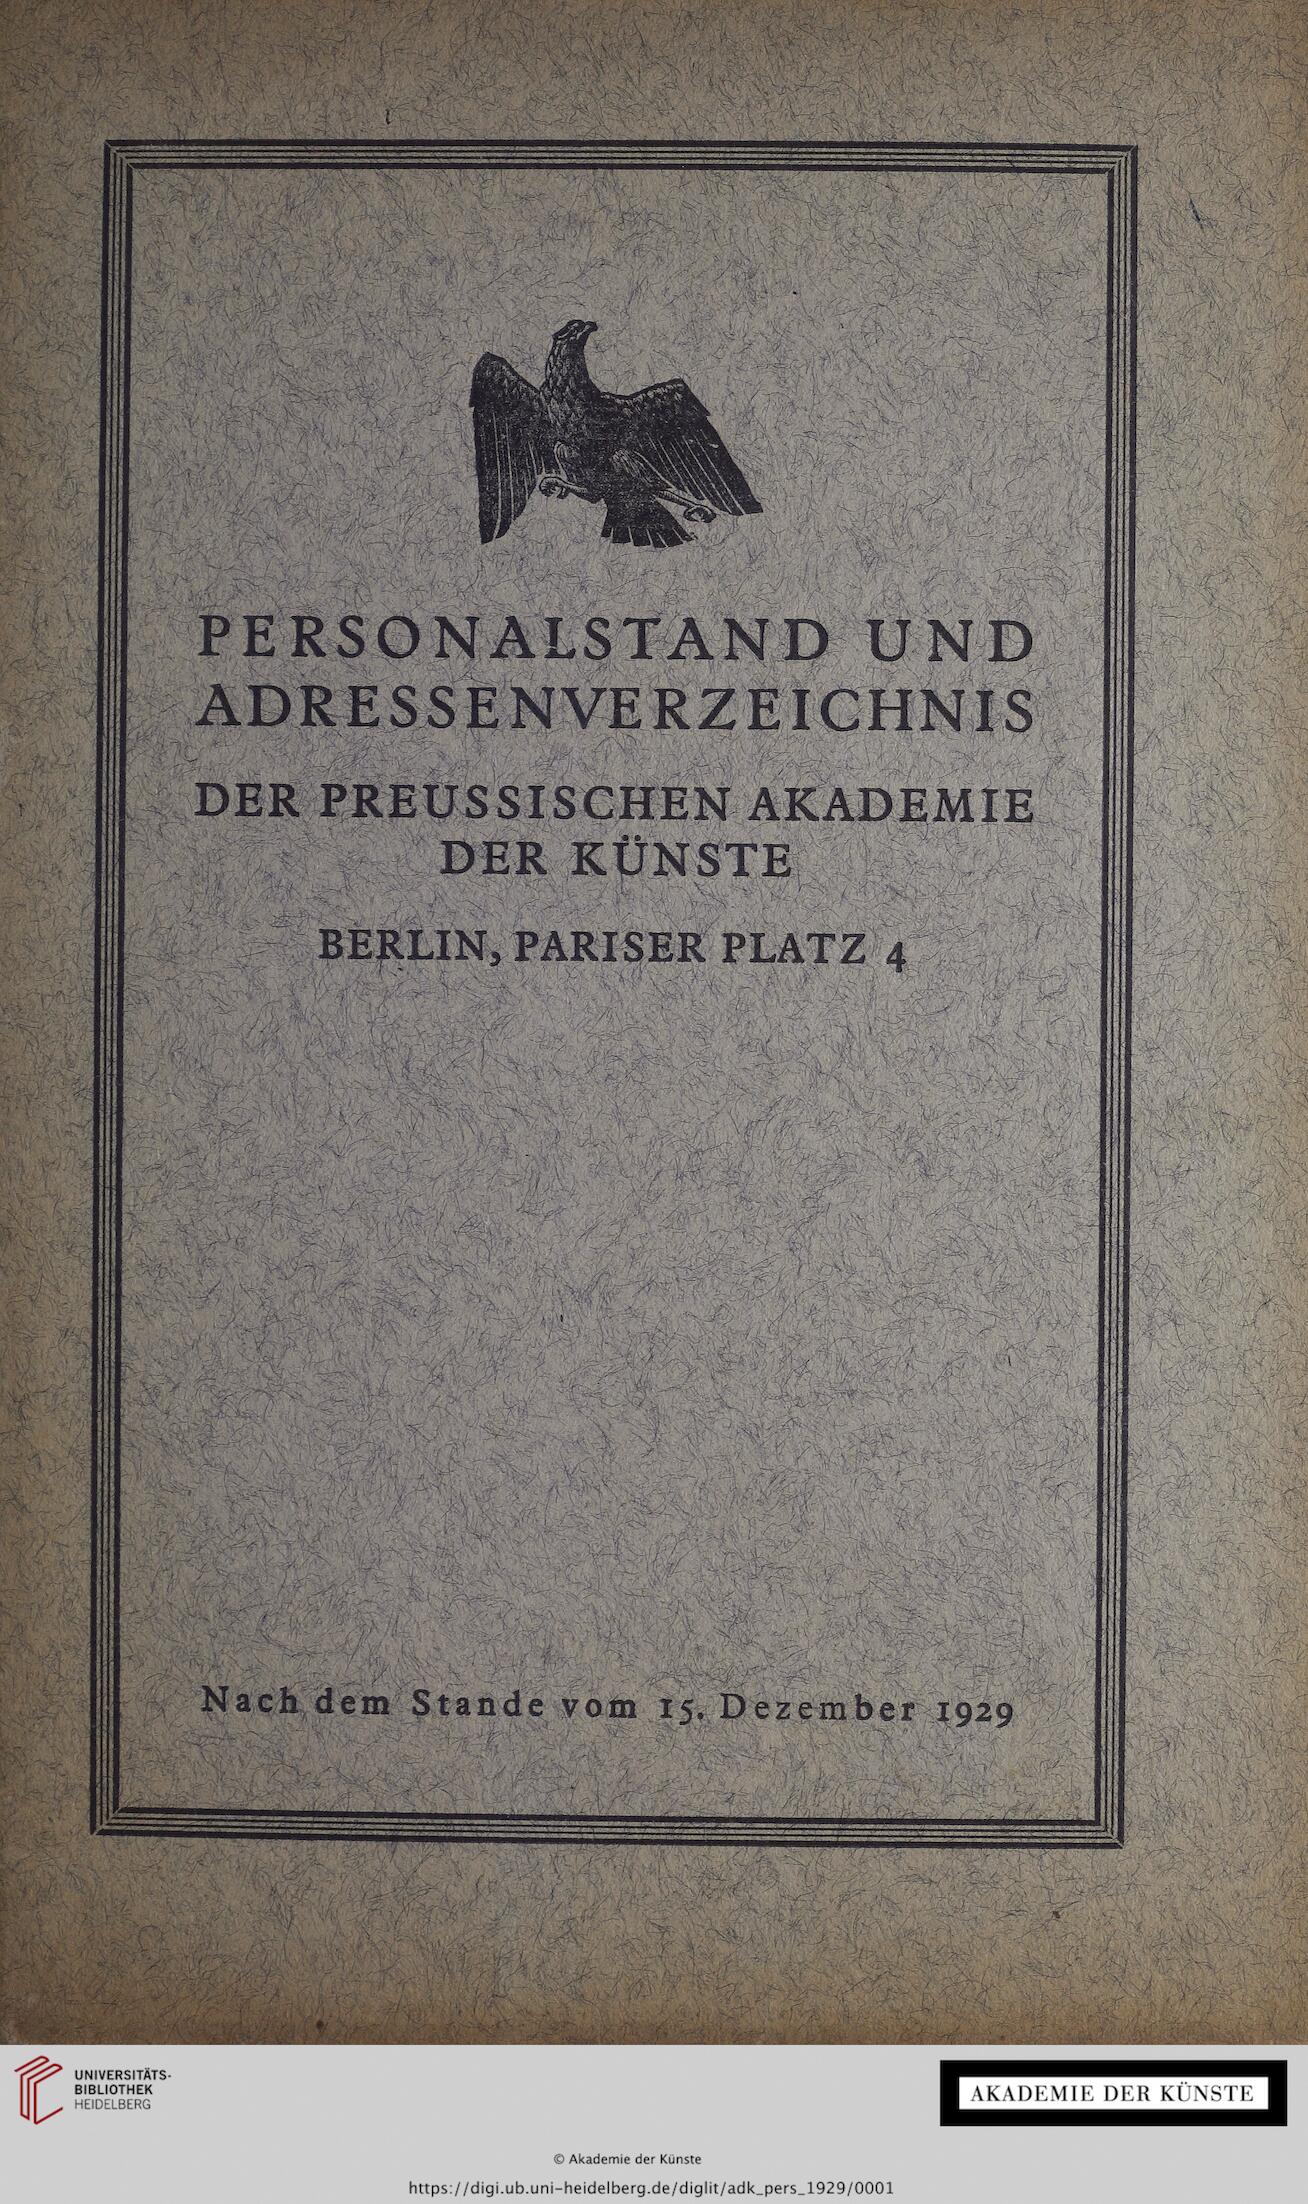 PERSONALSTAND UND
ADRESSENVERZEICHNIS
DER PREUSSISCHEN AKADEMIE
DER KÜNSTE
BERLIN, PARISER PLATZ 4
Nach dem Stande vom 15. Dezember 1929
UNIVERSITÄTS-
BIBLIOTHEK
HEIDELBERG
AKADEMIE DER KÜNSTE
© Akademie der Künste
https://digi.ub.uni-heidelberg.de/diglit/adk_pers_1929/0001